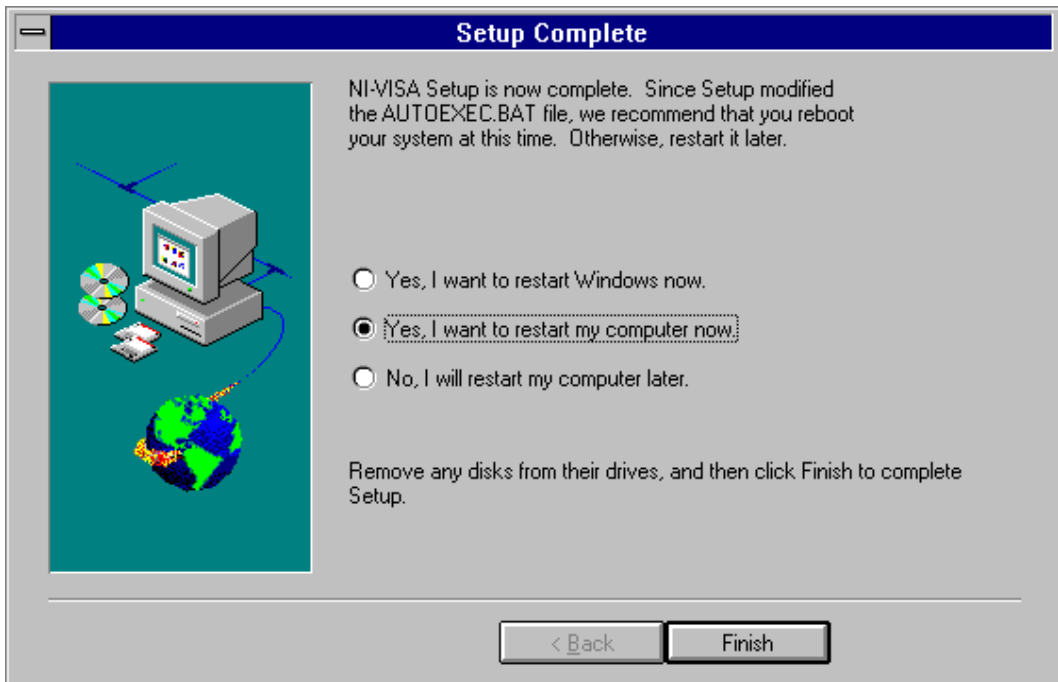 Setup Complete
NI-VISA Setup is now complete.  Since Setup modified
the AUTOEXEC.BAT file, we recommend that you reboot
your system at this time.  Otherwise, restart it later.
Yes, I want to restart Windows now.
Yes, I want to restart my computer now.
No, I will restart my computer later.
Remove any disks from their drives, and then click Finish to complete
Setup.
< Back
Finish